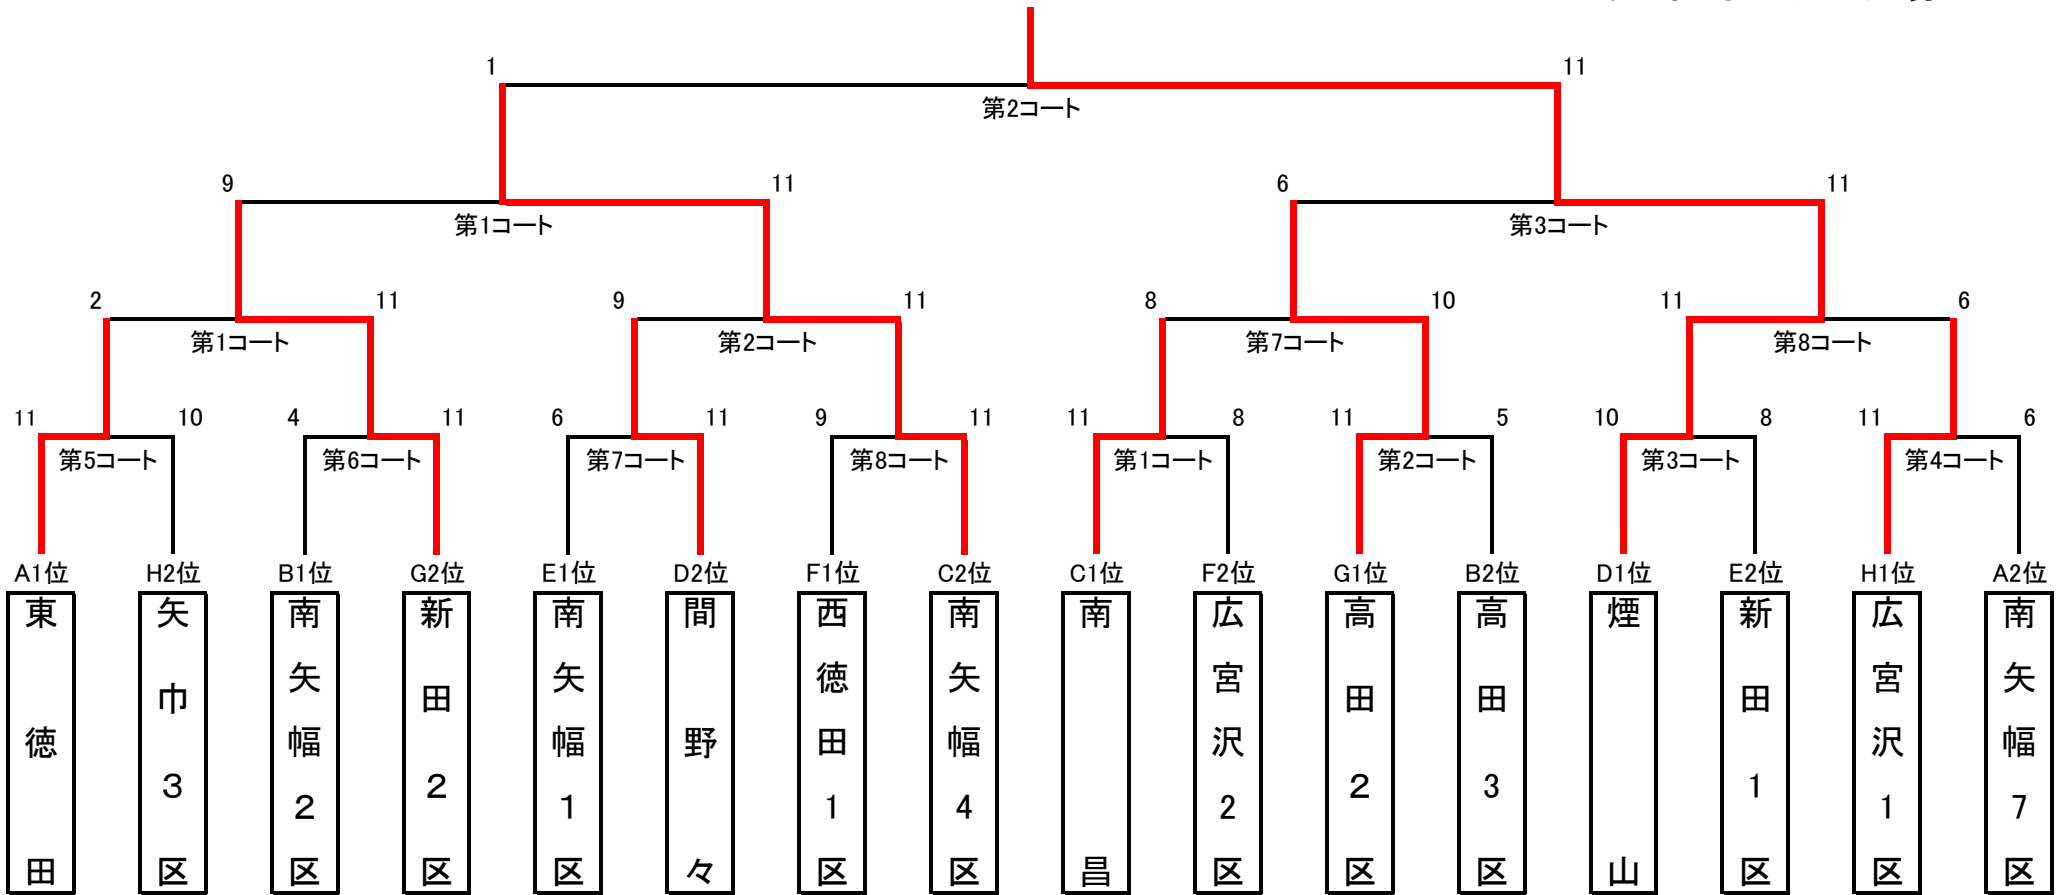 1 11
第2コート
9 11 6 11
第1コート 第3コート
2 11 9 11 8 10 11 6
第1コート 第2コート 第7コート 第8コート
11 10 4 11 6 11 9 11 11 8 11 5 10 8 11 6
第5コート 第6コート 第7コート 第8コート 第1コート 第2コート 第3コート 第4コート
A1位 H2位 B1位 G2位 E1位 D2位 F1位 C2位 C1位 F2位 G1位 B2位 D1位 E2位 H1位 A2位
東徳田
矢巾3区
南矢幅2区
新田2区
南矢幅1区
間野々
西徳田1区
南矢幅4区
南昌
広宮沢2区
高田2区
高田3区
煙山
新田1区
広宮沢1区
南矢幅7区